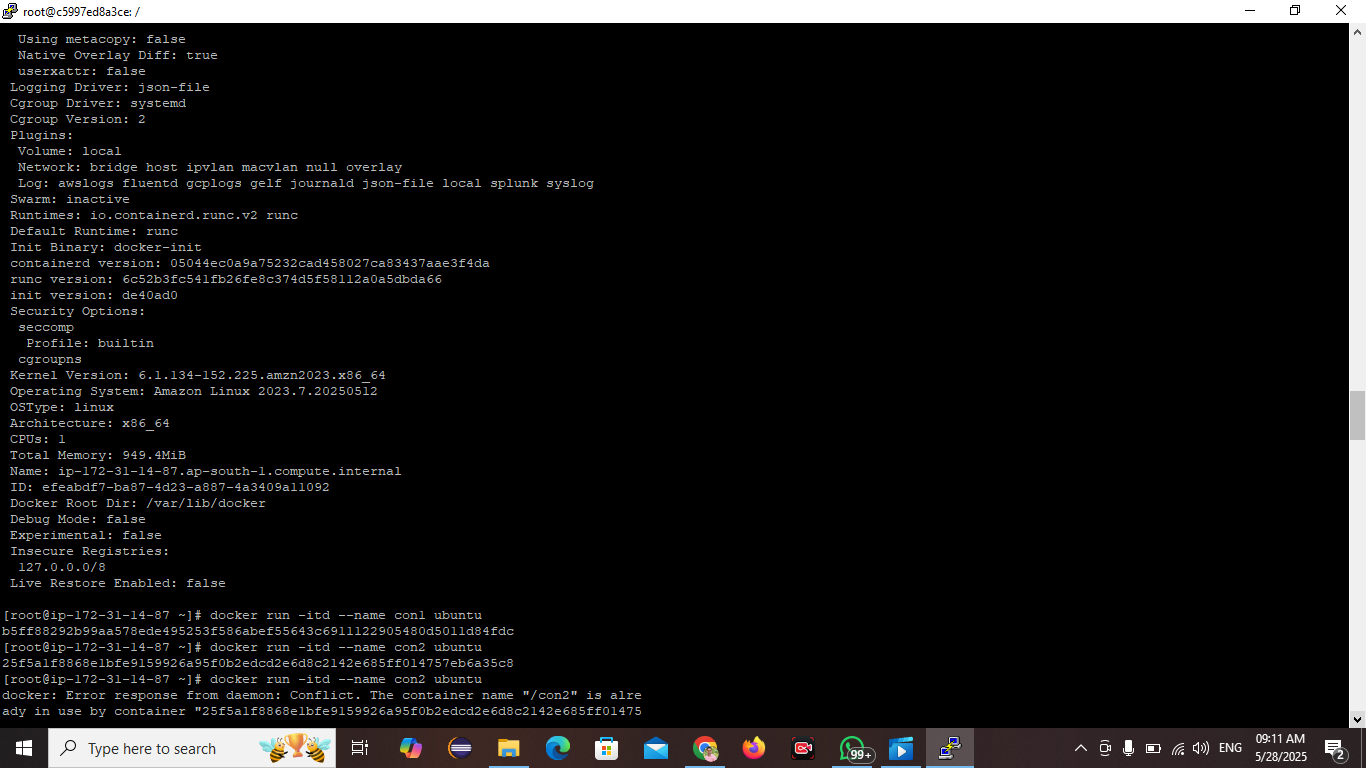 root@c5997ed8a3ce: /
Using metacopy: false
Native Overlay Diff: true
userxattr: false
Logging Driver: json-file
Cgroup Driver: systemd
Cgroup Version: 2
Plugins:
Volume: local
Network: bridge host ipvlan macvlan null overlay
Log: awslogs fluentd gcplogs gelf journald json-file local splunk syslog
Swarm: inactive
Runtimes: io.containerd.runc.v2 runc
Default Runtime: runc
Init Binary: docker-init
containerd version: 05044ec0a9a75232cad458027ca83437aae3f4da
runc version: 6c52b3fc541fb26fe8c374d5f58112a0a5dbda66
init version: de40ad0
Security Options:
seccomp
Profile: builtin
cgroupns
Kernel Version: 6.1.134-152.225.amzn2023.x86_64
Operating System: Amazon Linux 2023.7.20250512
OSType: linux
Architecture: x86_64
CPUs: 1
Total Memory: 949.4MiB
Name: ip-172-31-14-87.ap-south-1.compute.internal
ID: efeabdf7-ba87-4d23-a887-4a3409a11092
Docker Root Dir: /var/lib/docker
Debug Mode: false
Experimental: false
Insecure Registries:
127.0.0.0/8
Live Restore Enabled: false
[root@ip-172-31-14-87 ~]# docker run -itd --name con1 ubuntu
b5ff88292b99aa578ede495253f586abef55643c6911122905480d5011d84fdc
[root@ip-172-31-14-87 ~]# docker run -itd --name con2 ubuntu
25f5a1f8868e1bfe9159926a95f0b2edcd2e6d8c2142e685ff014757eb6a35c8
[root@ip-172-31-14-87 ~]# docker run -itd --name con2 ubuntu
docker: Error response from daemon: Conflict. The container name "/con2" is alre
ady in use by container "25f5a1f8868e1bfe9159926a95f0b2edcd2e6d8c2142e685ff01475
Type here to search
99+
ENG
09:11 AM
5/28/2025
2